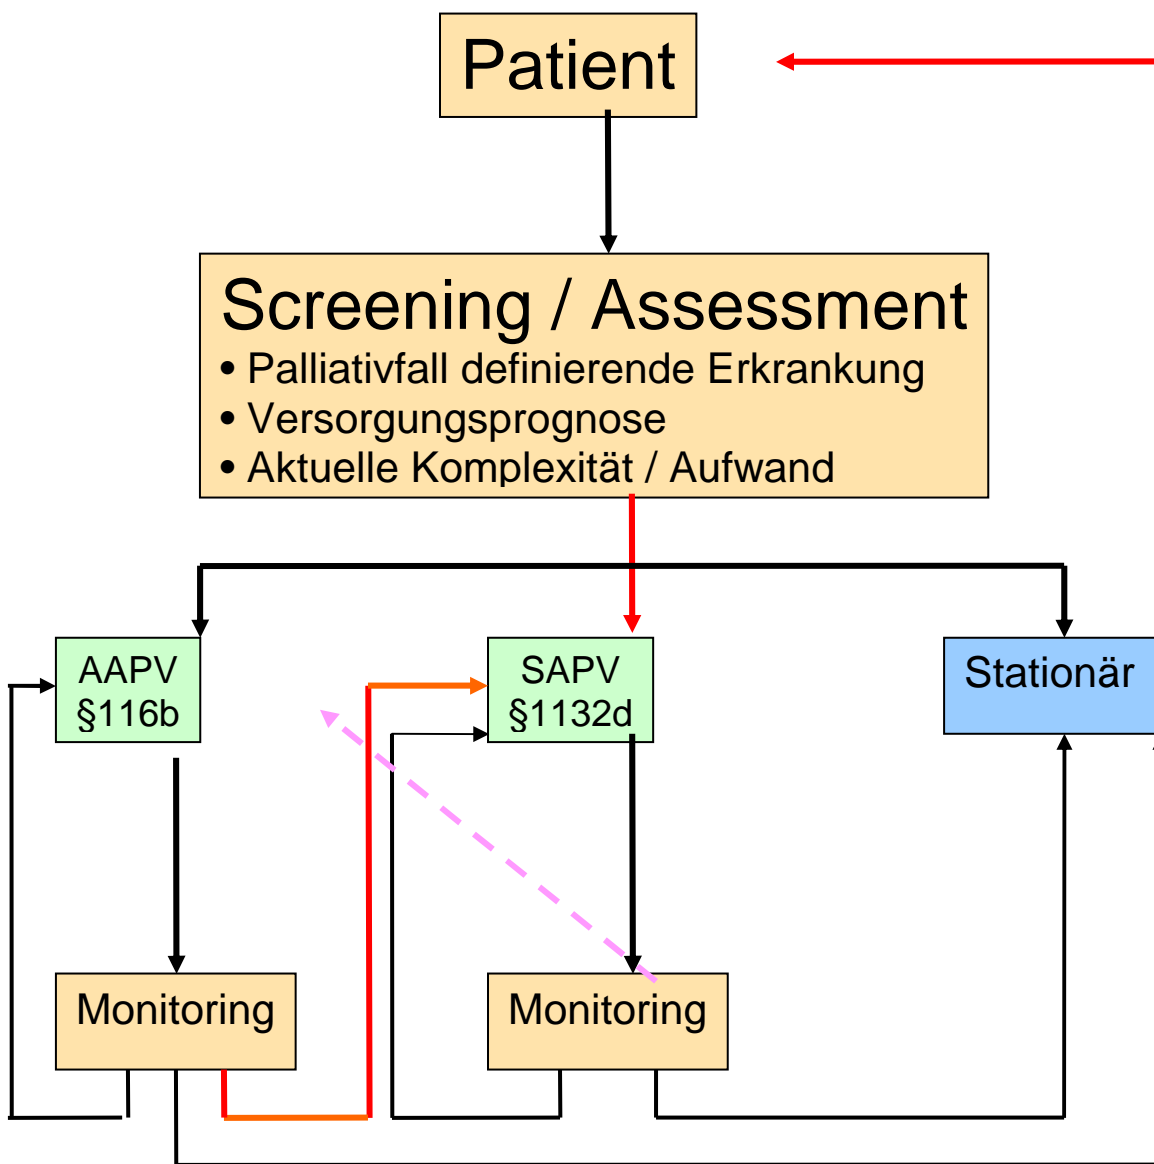 Patient
Screening / Assessment
• Palliativfall definierende Erkrankung
• Versorgungsprognose
• Aktuelle Komplexität / Aufwand
AAPV
§116b
SAPV
§1132d
Stationär
Monitoring
Monitoring